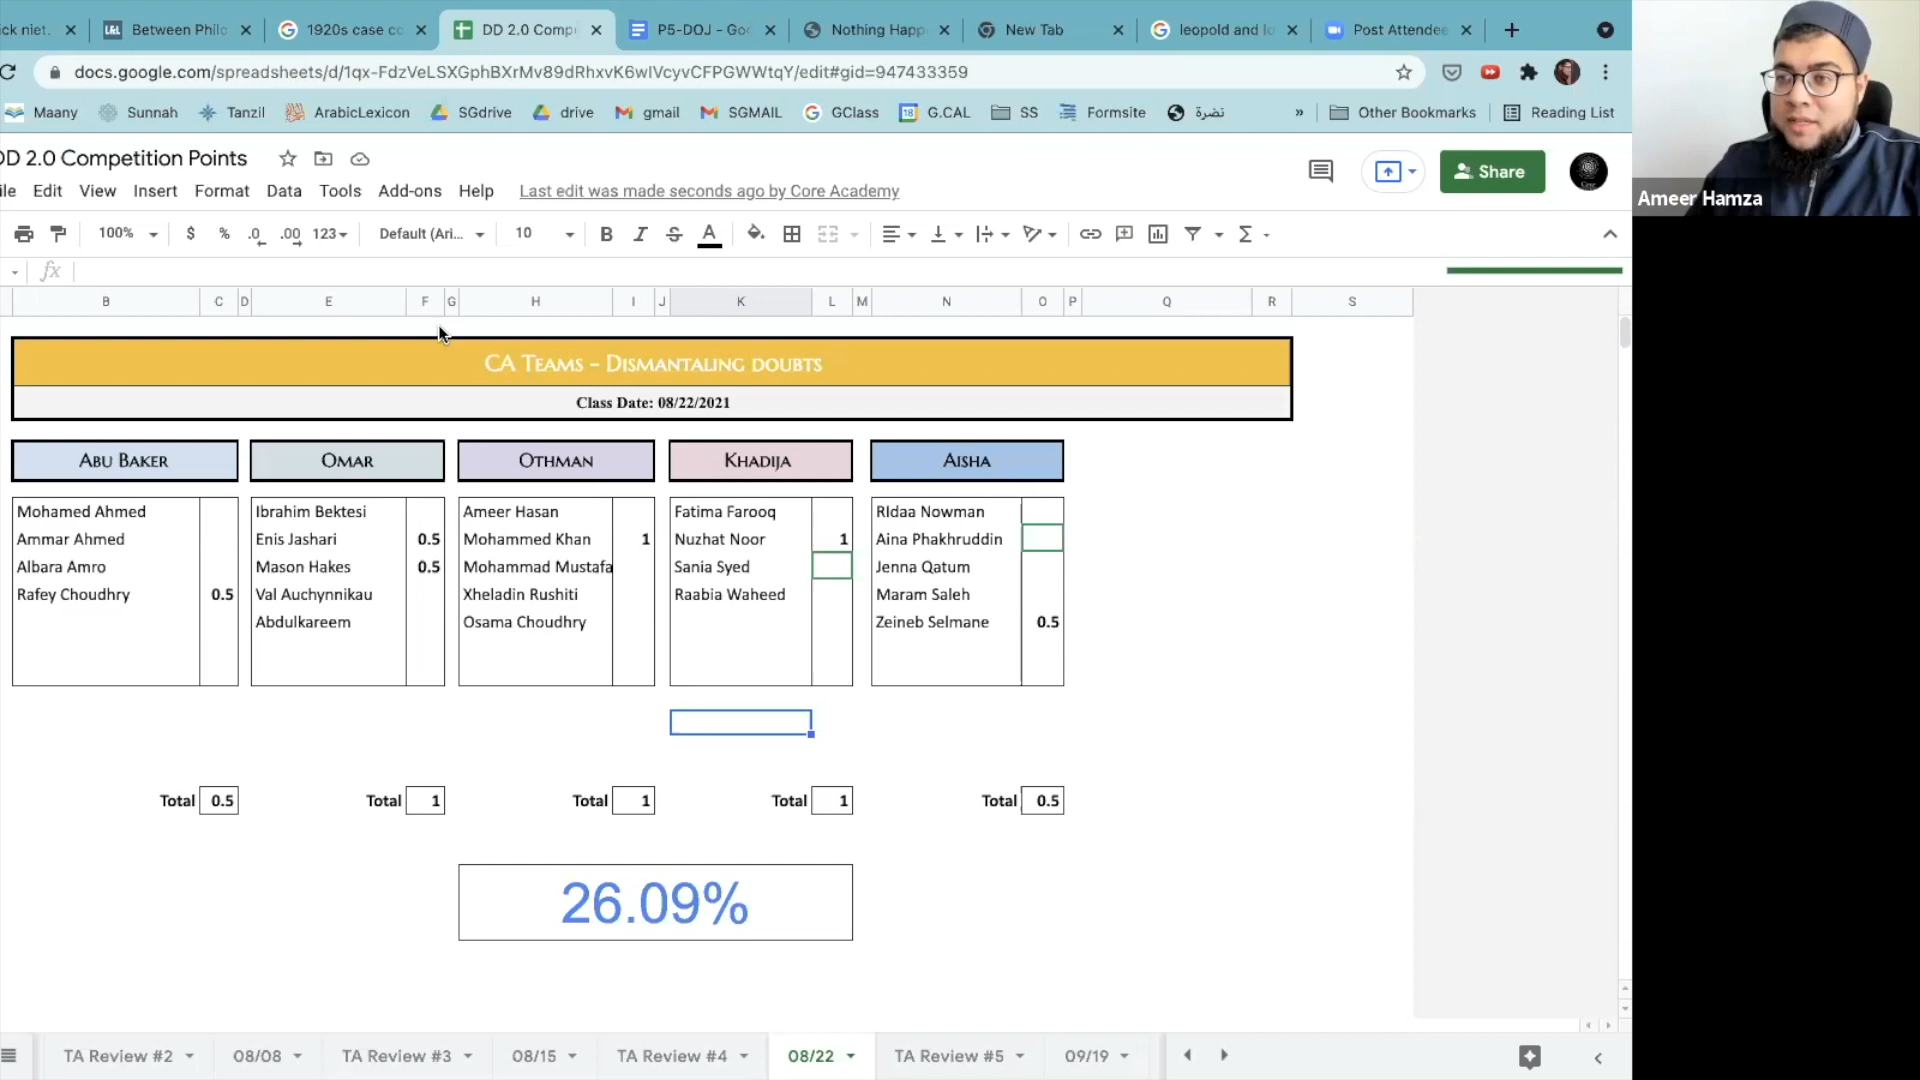 ck niet.
L&L Between Philo
1920s case co
DD 2.0 Comp
P5-DOJ - Goo
Nothing Happ
New Tab
leopold and lo
Post Attendee
docs.google.com/spreadsheets/d/1qx-FdzVeLSXGphBXrMv89dRhxvK6wIVcyvCFPGWWtqY/edit#gid=947433359
Maany Sunnah Tanzil ArabicLexicon SGdrive drive gmail SGMAIL GClass 18 G.CAL SS Formsite نضرة » Other Bookmarks Reading List
DD 2.0 Competition Points
ile Edit View Insert Format Data Tools Add-ons Help Last edit was made seconds ago by Core Academy
Share
100% $ % .0 .00 123 Default (Ari... 10 B I S A Σ
fx
B C D E F G H I J K L M N O P Q R S
CA Teams - Dismantaling doubts
Class Date: 08/22/2021
Abu Baker Omar Othman Khadija Aisha
Mohamed Ahmed Ibrahim Bektesi Ameer Hasan Fatima Farooq RIdaa Nowman
Ammar Ahmed Enis Jashari 0.5 Mohammed Khan 1 Nuzhat Noor 1 Aina Phakhruddin
Albara Amro Mason Hakes 0.5 Mohammad Mustafa Sania Syed Jenna Qatum
Rafey Choudhry 0.5 Val Auchynnikau Xheladin Rushiti Raabia Waheed Maram Saleh
Abdulkareem Osama Choudhry Zeineb Selmane 0.5
Total 0.5 Total 1 Total 1 Total 1 Total 0.5
26.09%
TA Review #2 08/08 TA Review #3 08/15 TA Review #4 08/22 TA Review #5 09/19
Ameer Hamza